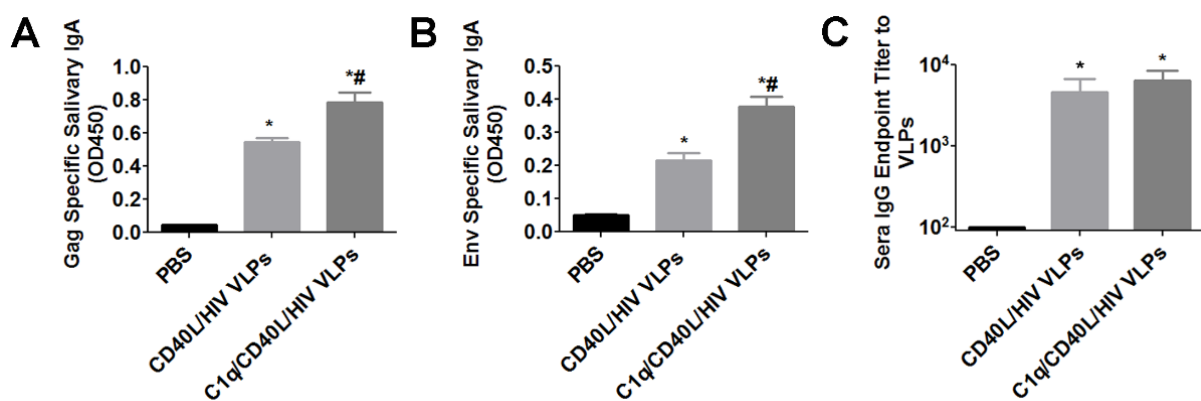 A
Gag Specific Salivary IgA
(OD450)
1.0
0.8
0.6
0.4
0.2
0.0
*
*#
PBS
CD40L/HIV VLPs
C1q/CD40L/HIV VLPs
B
Env Specific Salivary IgA
(OD450)
0.5
0.4
0.3
0.2
0.1
0.0
*
*#
PBS
CD40L/HIV VLPs
C1q/CD40L/HIV VLPs
C
Sera IgG Endpoint Titer to
VLPs
10⁴
10³
10²
*
*
PBS
CD40L/HIV VLPs
C1q/CD40L/HIV VLPs